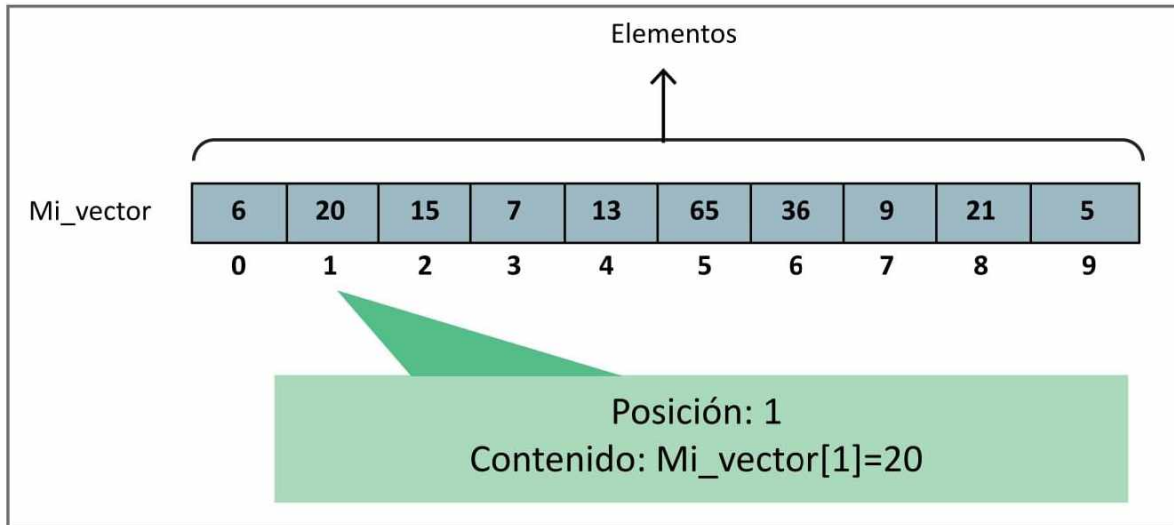 Elementos
Mi_vector 6 20 15 7 13 65 36 9 21 5
0 1 2 3 4 5 6 7 8 9
Posición: 1
Contenido: Mi_vector[1]=20